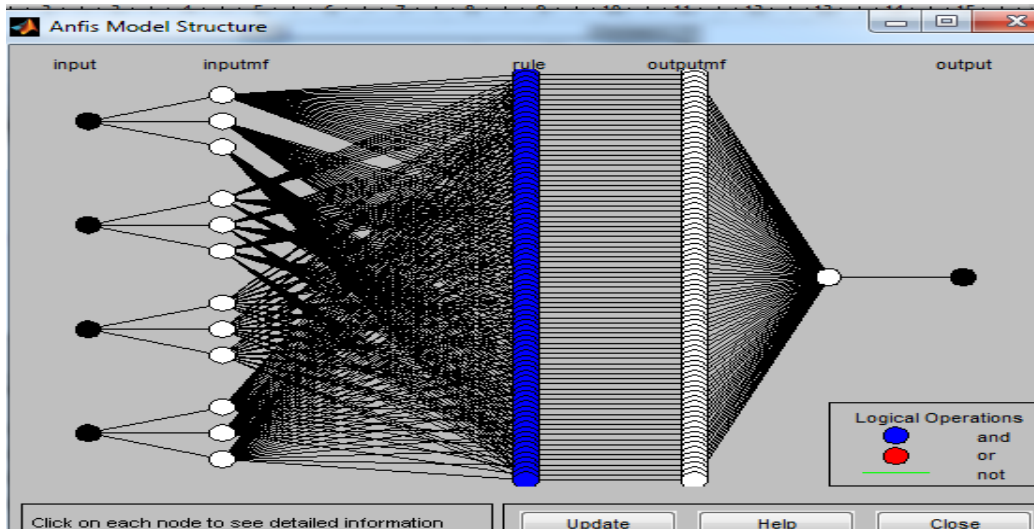 Anfis Model Structure
input inputmf rule outputmf output
Logical Operations
and
or
not
Click on each node to see detailed information
Update Help Close